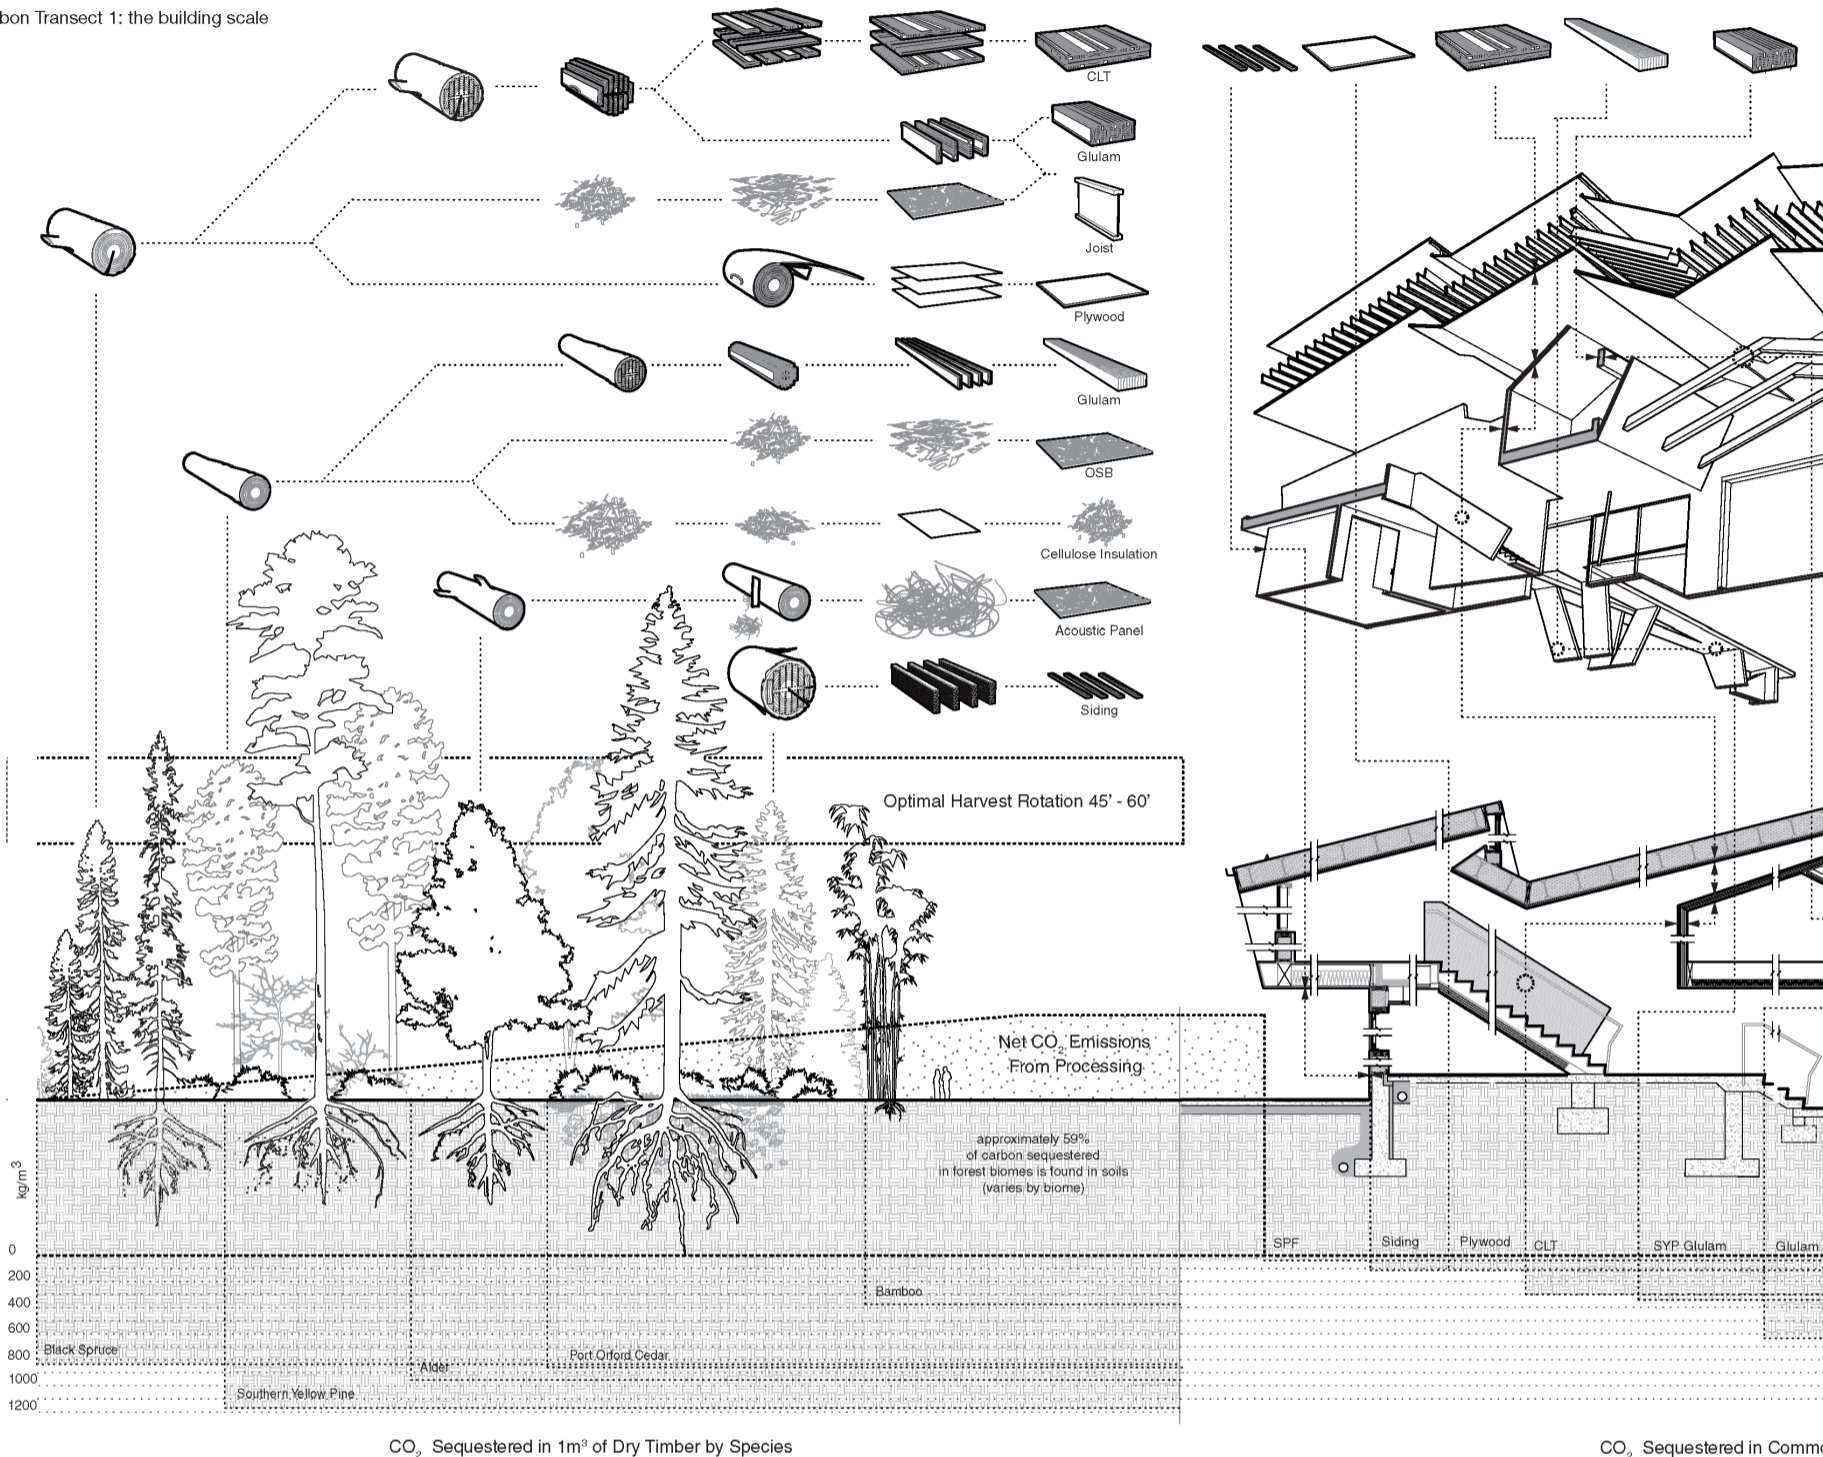 bon Transect 1: the building scale
CLT
Glulam
Joist
Plywood
Glulam
OSB
Cellulose Insulation
Acoustic Panel
Siding
Optimal Harvest Rotation 45’ - 60’
Net CO₂ Emissions
From Processing
approximately 59%
of carbon sequestered
in forest biomes is found in soils
(varies by biome)
kg/m³
0
200
400
600
800
1000
1200
Black Spruce
Southern Yellow Pine
Alder
Port Orford Cedar
Bamboo
SPF
Siding
Plywood
CLT
SYP Glulam
Glulam
CO₂ Sequestered in 1m³ of Dry Timber by Species
CO₂ Sequestered in Commo